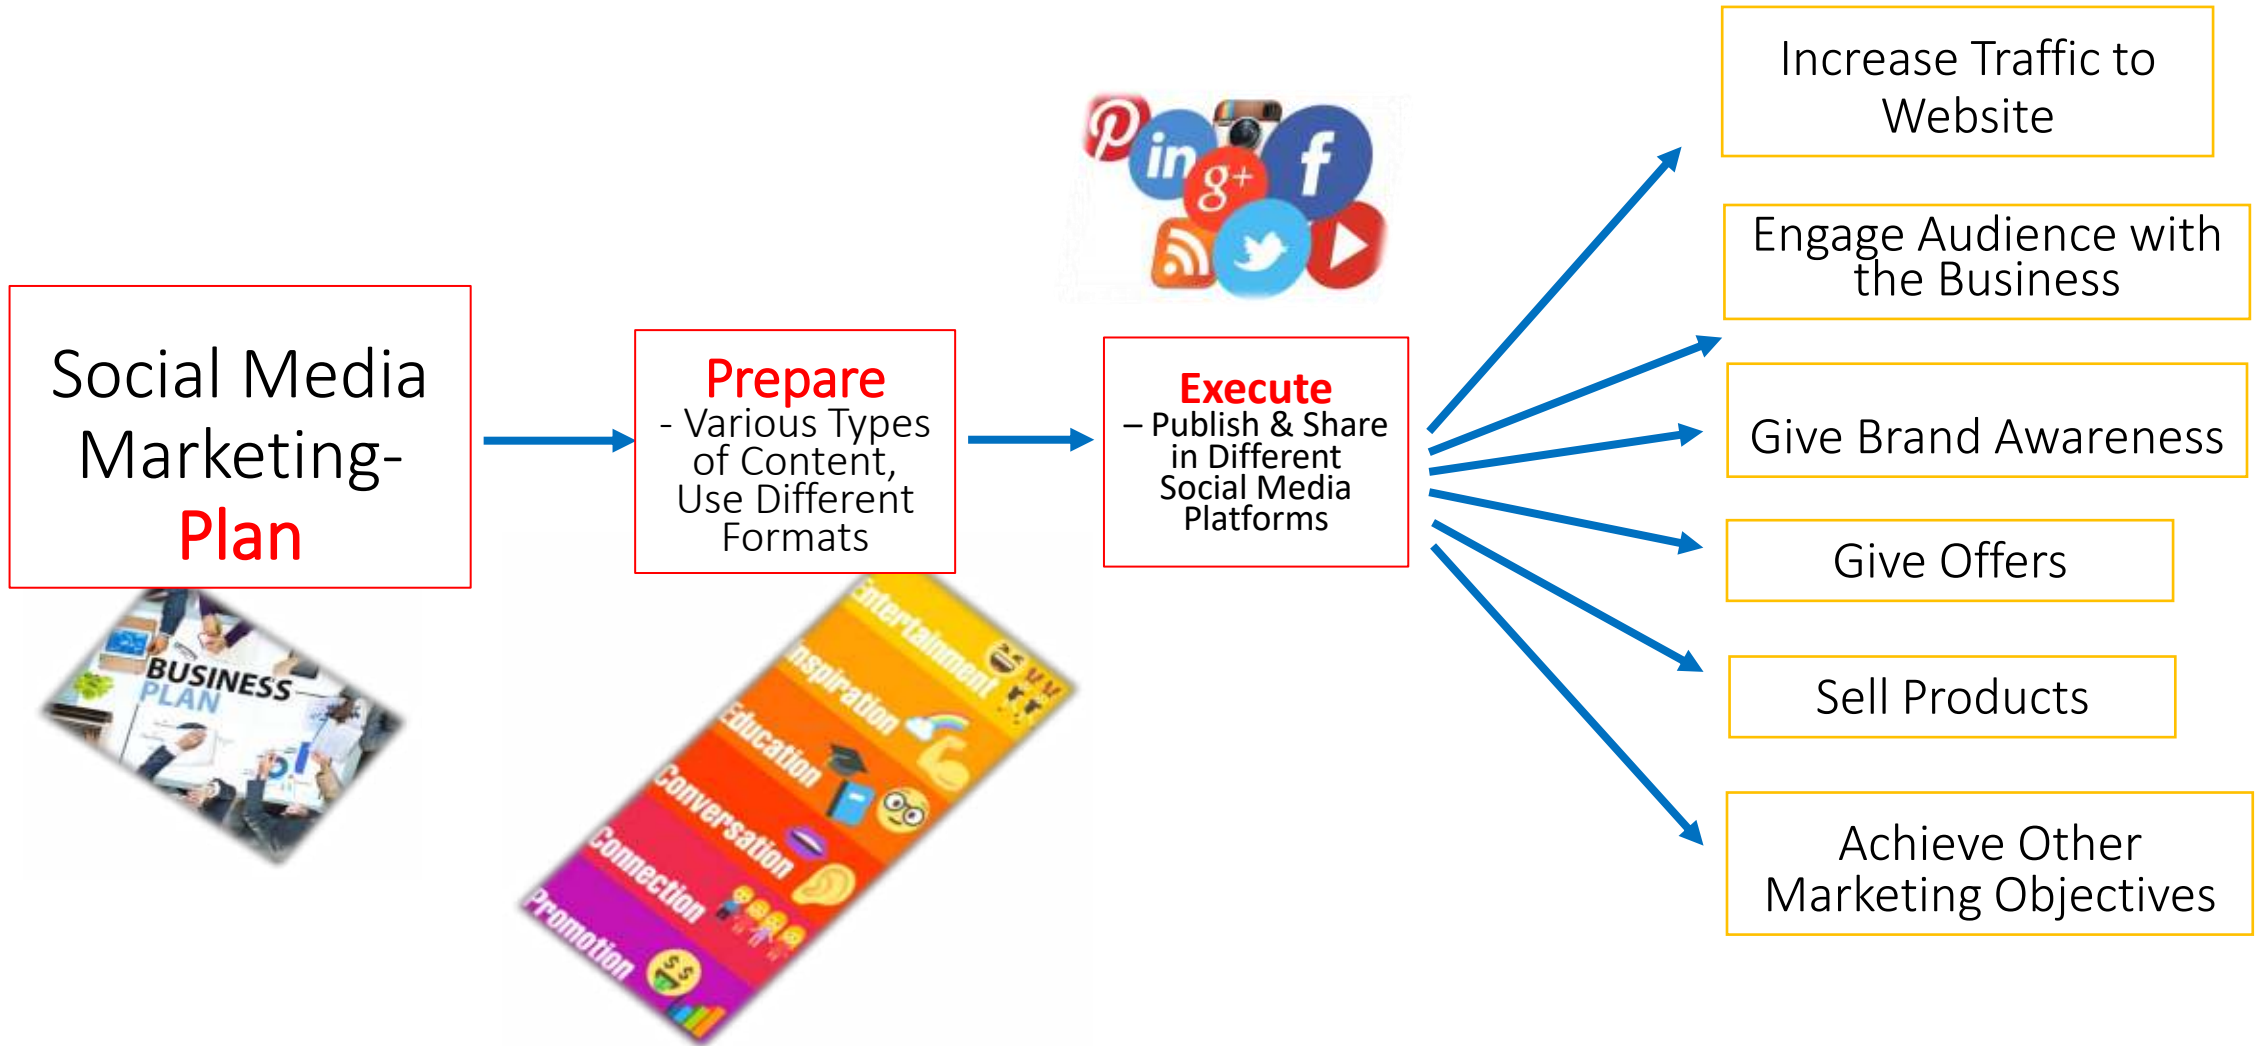 Social Media
Marketing-
Plan
BUSINESS
PLAN
Prepare
- Various Types
of Content,
Use Different
Formats
Entertainment
Inspiration
Education
Conversation
Connection
Promotion
in
g+
f
Execute
– Publish & Share
in Different
Social Media
Platforms
Increase Traffic to
Website
Engage Audience with
the Business
Give Brand Awareness
Give Offers
Sell Products
Achieve Other
Marketing Objectives